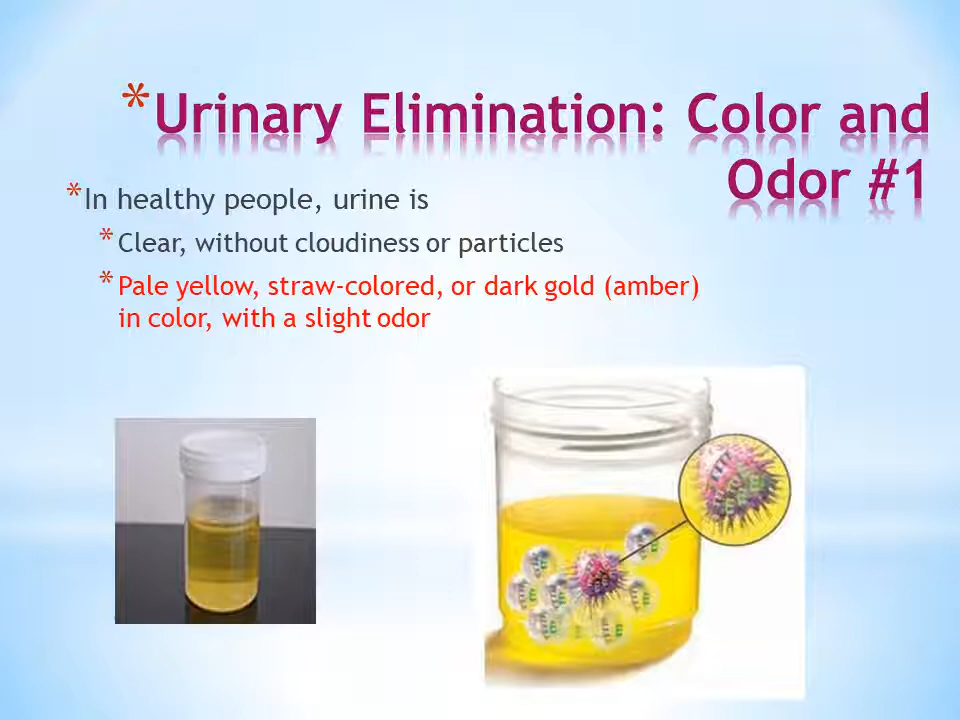 *Urinary Elimination: Color and
Odor #1
*In healthy people, urine is
*Clear, without cloudiness or particles
*Pale yellow, straw-colored, or dark gold (amber)
in color, with a slight odor